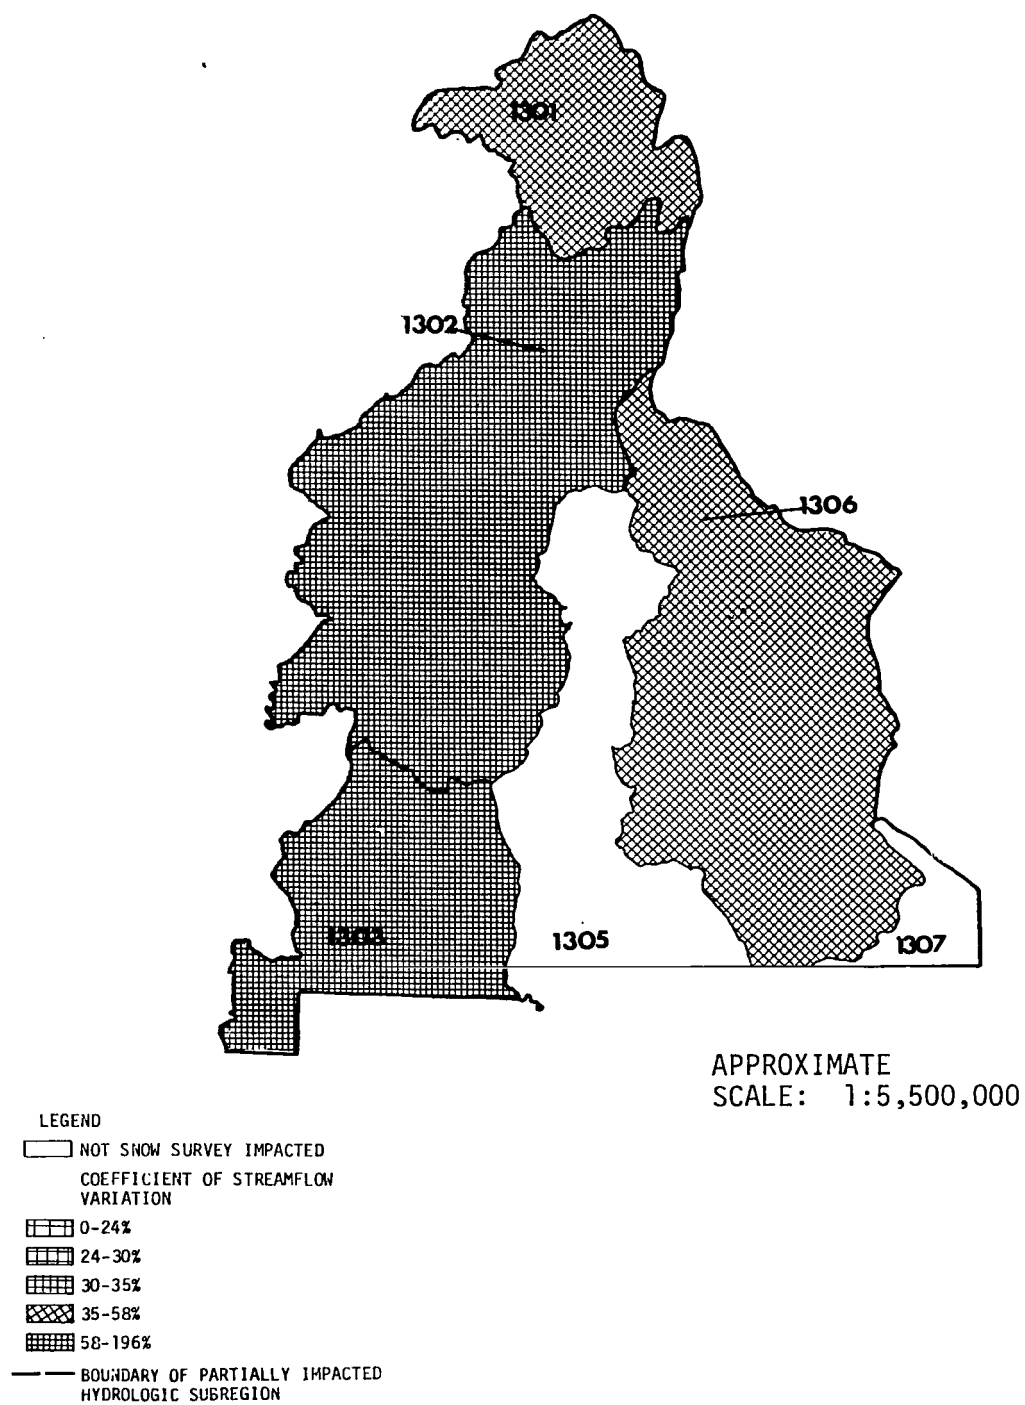 1301
1302
1306
1303
1305
1307
APPROXIMATE
SCALE: 1:5,500,000
LEGEND
NOT SNOW SURVEY IMPACTED
COEFFICIENT OF STREAMFLOW
VARIATION
0-24%
24-30%
30-35%
35-58%
58-196%
BOUNDARY OF PARTIALLY IMPACTED
HYDROLOGIC SUBREGION